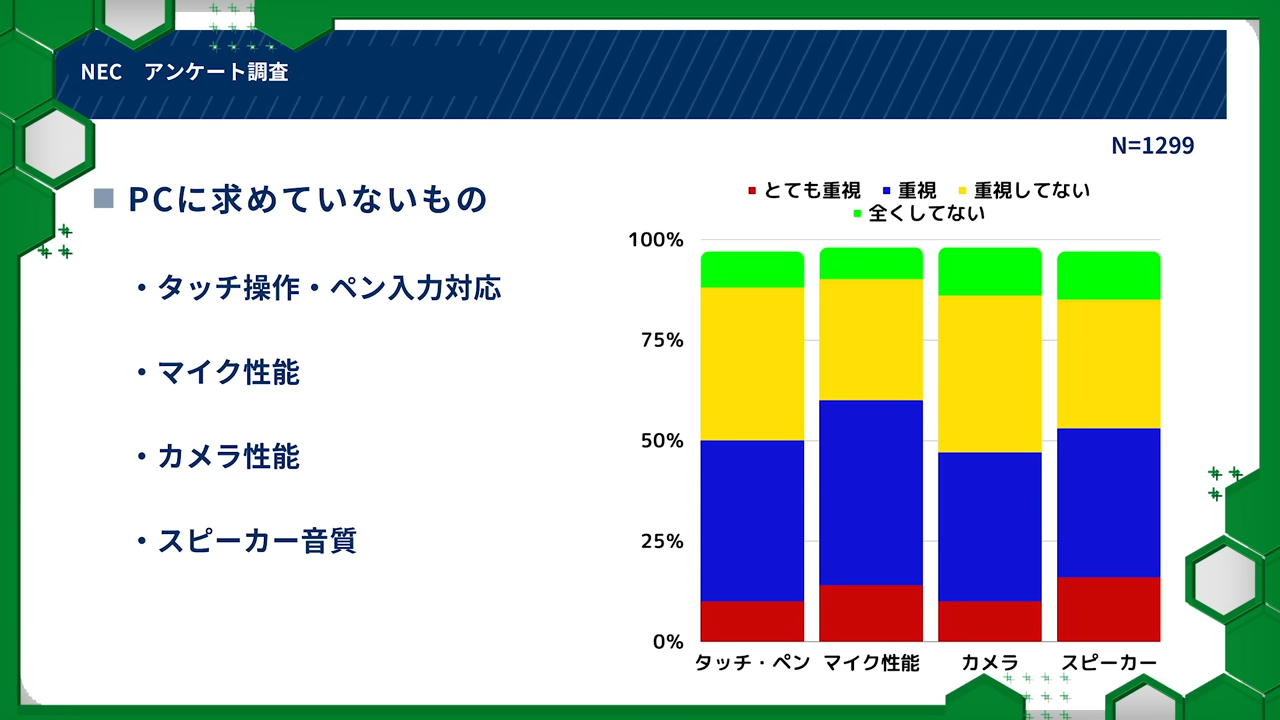 NEC　アンケート調査
N=1299
■ PCに求めていないもの
・タッチ操作・ペン入力対応
・マイク性能
・カメラ性能
・スピーカー音質
とても重視 重視 重視してない
全くしてない
100%
75%
50%
25%
0%
タッチ・ペン マイク性能 カメラ スピーカー